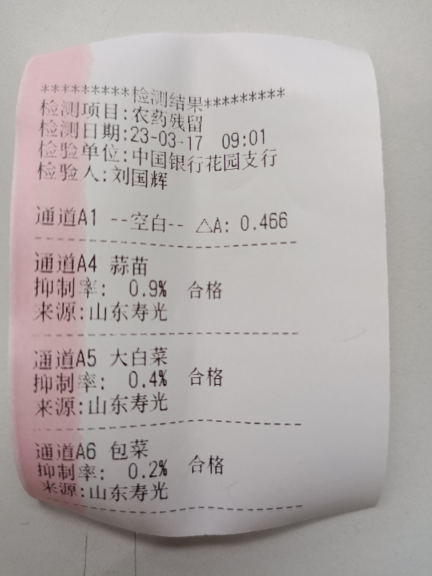 *********检测结果*********
检测项目:农药残留
检测日期:23-03-17 09:01
检验单位:中国银行花园支行
检验人:刘国辉
通道A1 --空白-- △A: 0.466
通道A4 蒜苗
抑制率: 0.9% 合格
来源:山东寿光
通道A5 大白菜
抑制率: 0.4% 合格
来源:山东寿光
通道A6 包菜
抑制率: 0.2% 合格
来源:山东寿光